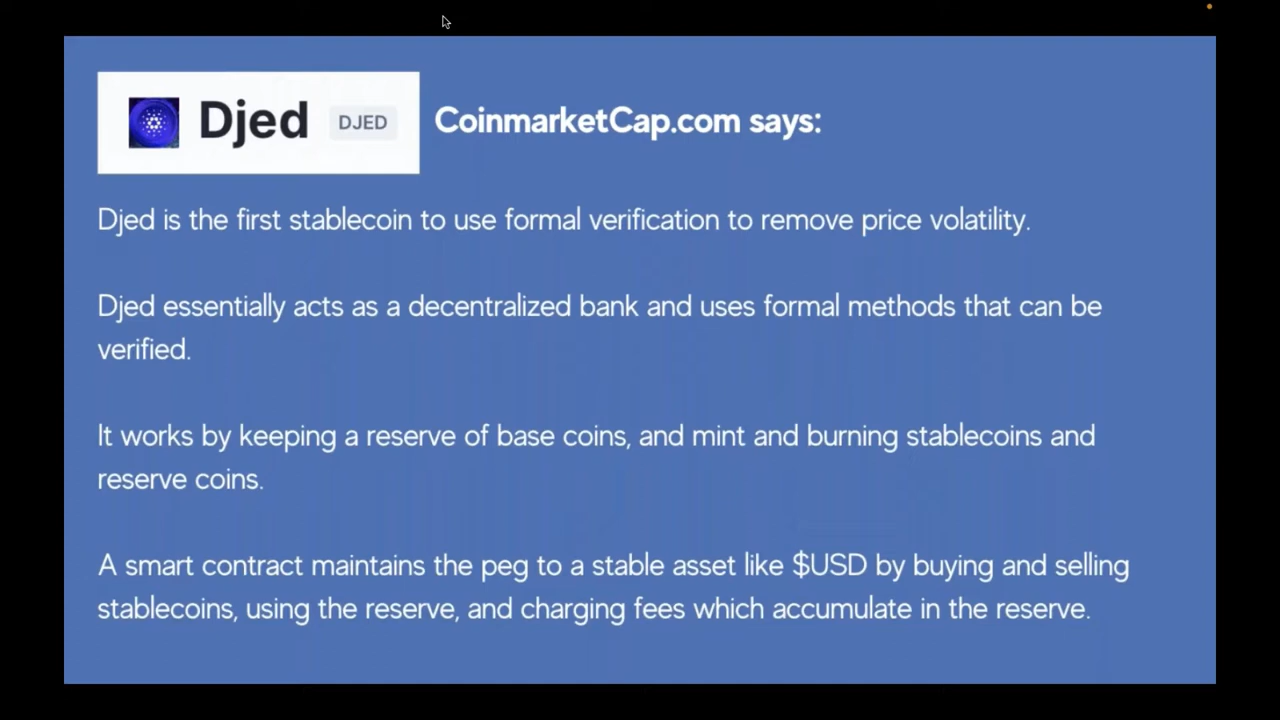 Djed DJED CoinmarketCap.com says:
Djed is the first stablecoin to use formal verification to remove price volatility.
Djed essentially acts as a decentralized bank and uses formal methods that can be
verified.
It works by keeping a reserve of base coins, and mint and burning stablecoins and
reserve coins.
A smart contract maintains the peg to a stable asset like $USD by buying and selling
stablecoins, using the reserve, and charging fees which accumulate in the reserve.